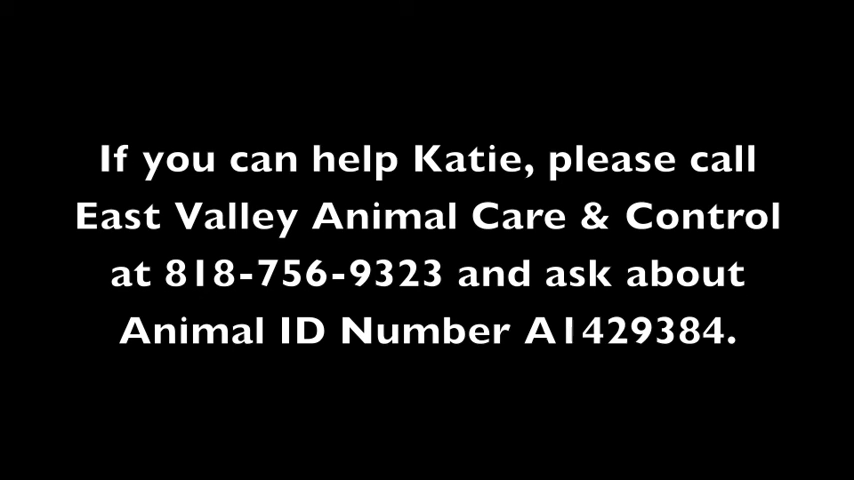 If you can help Katie, please call
East Valley Animal Care & Control
at 818-756-9323 and ask about
Animal ID Number A1429384.